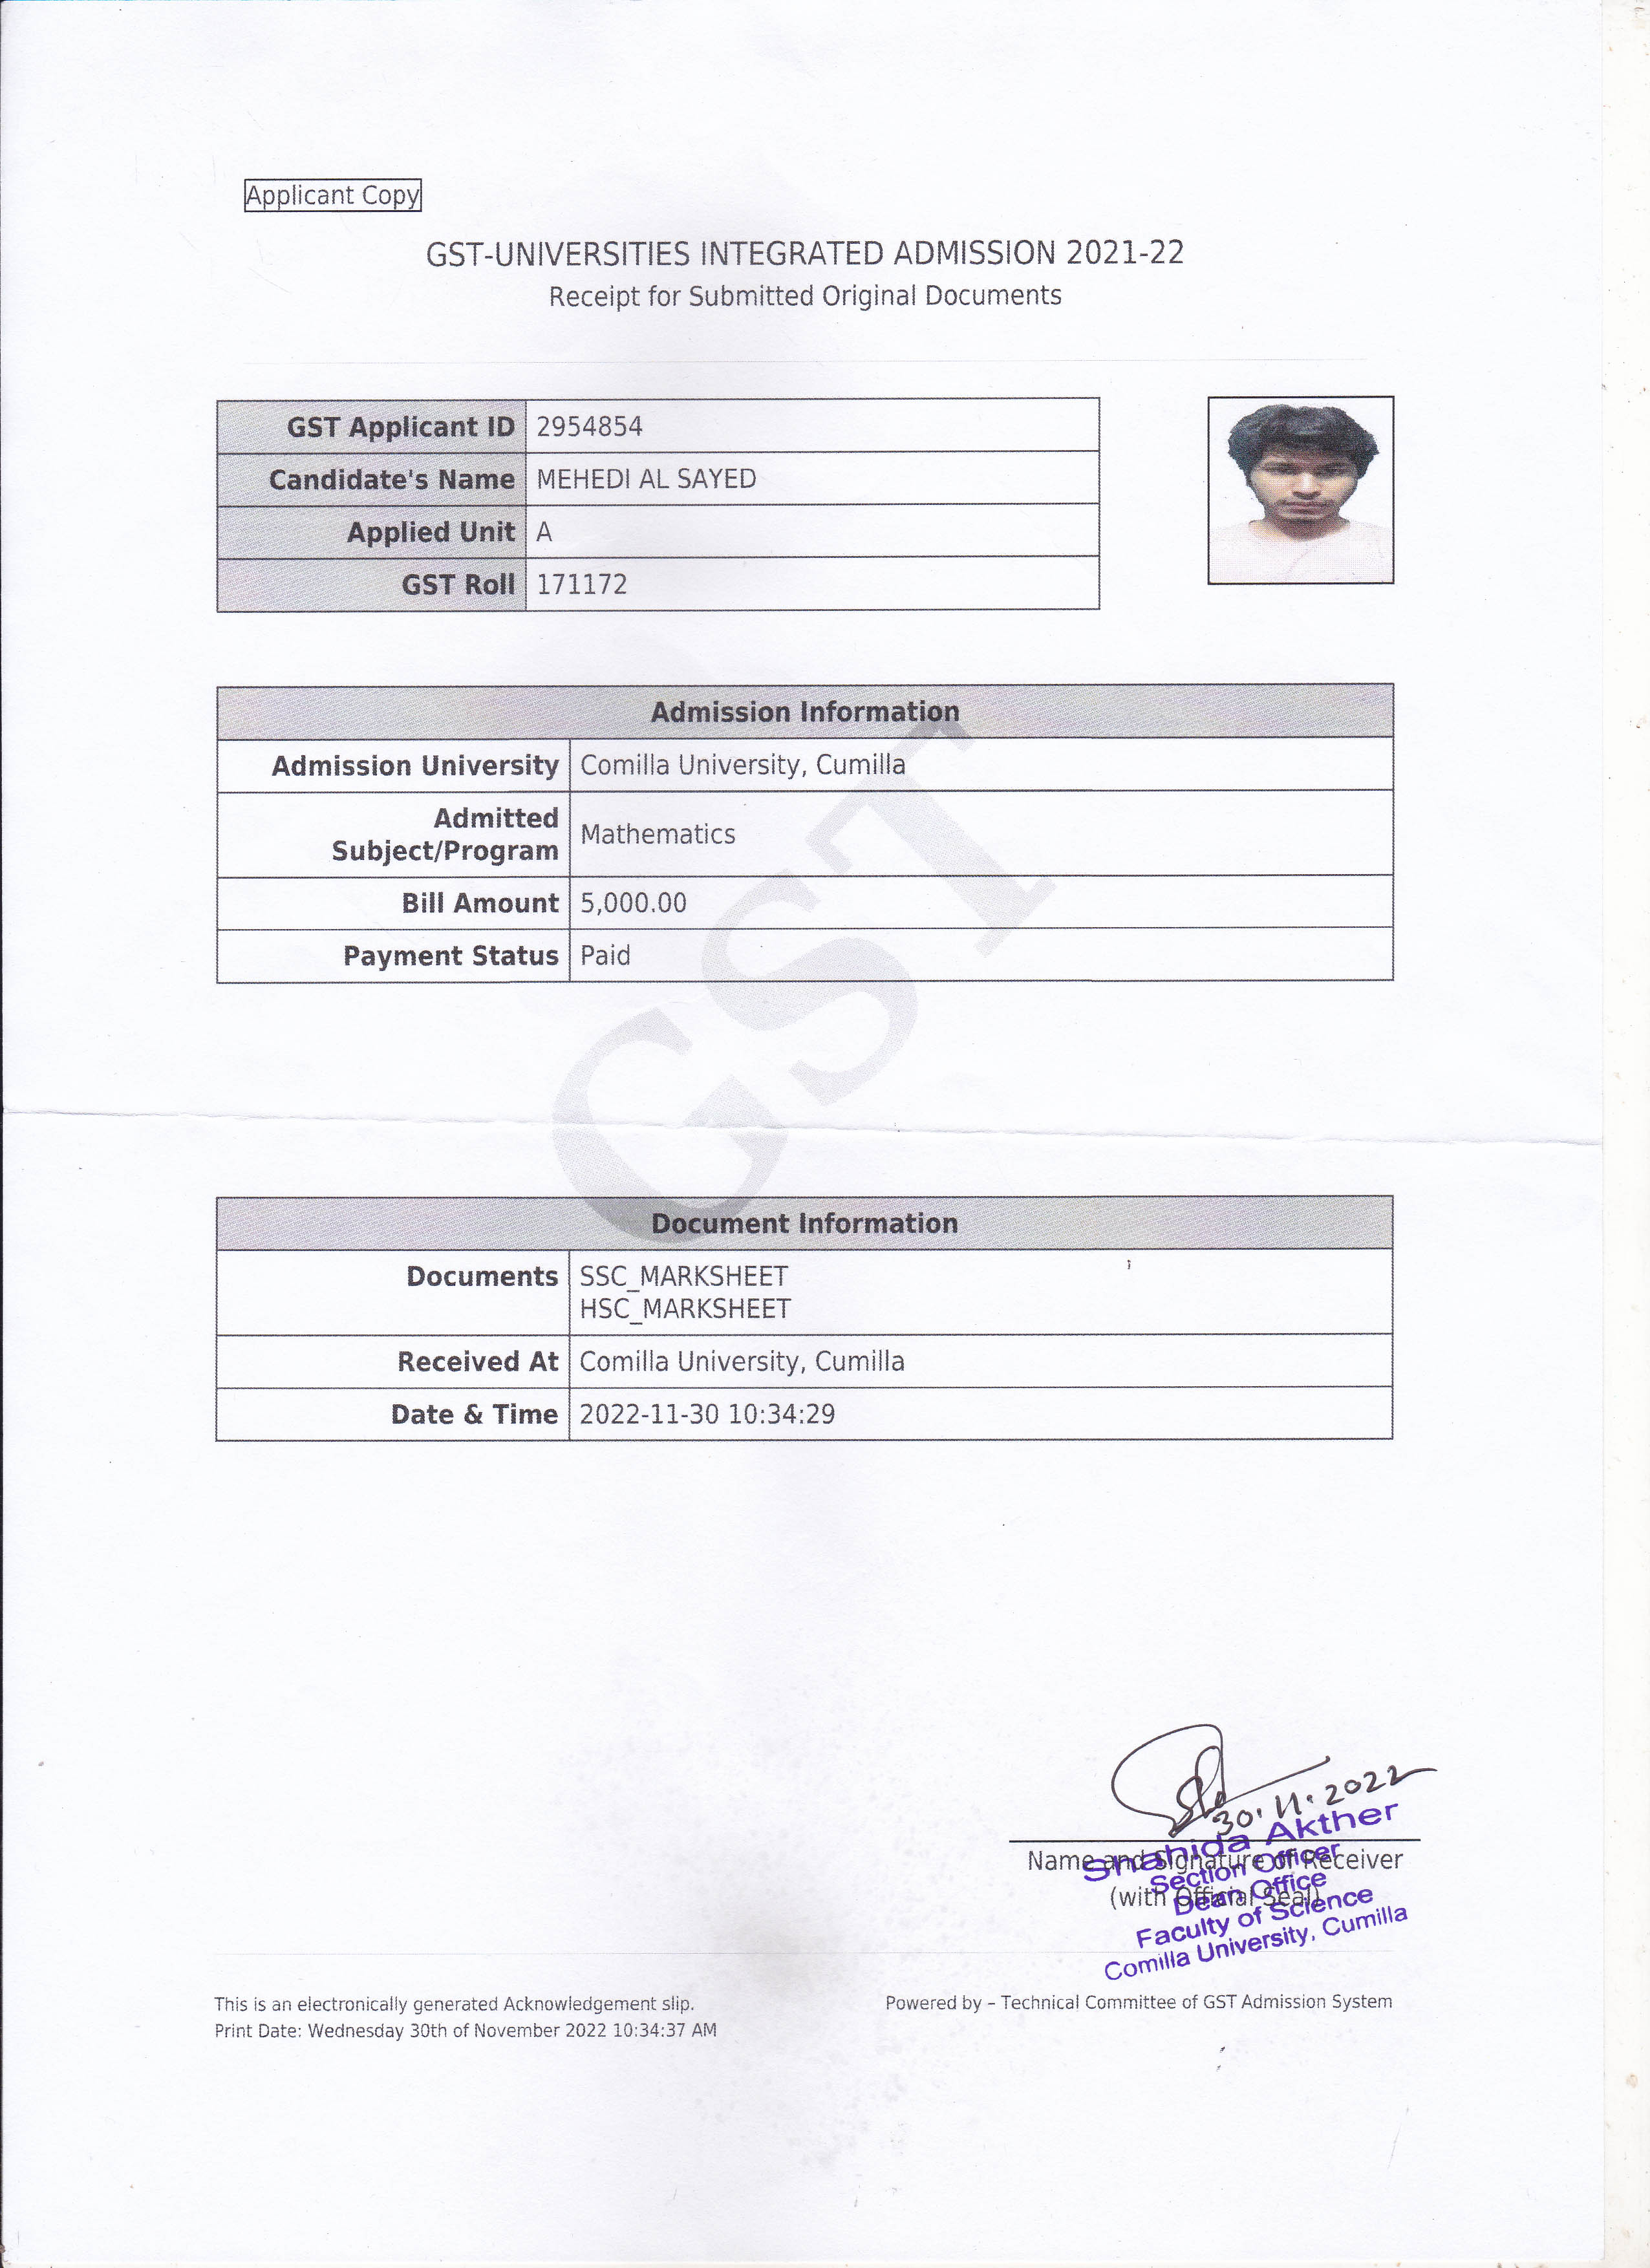 Applicant Copy
GST-UNIVERSITIES INTEGRATED ADMISSION 2021-22
Receipt for Submitted Original Documents
GST Applicant ID 2954854
Candidate's Name MEHEDI AL SAYED
Applied Unit A
GST Roll 171172
Admission Information
Admission University Comilla University, Cumilla
Admitted
Subject/Program Mathematics
Bill Amount 5,000.00
Payment Status Paid
GST
Document Information
Documents SSC_MARKSHEET
HSC_MARKSHEET
Received At Comilla University, Cumilla
Date & Time 2022-11-30 10:34:29
30.11.2022
Name and Signature of Receiver
(with Official Seal)
Shahida Akther
Section Officer
Dean Office
Faculty of Science
Comilla University, Cumilla
This is an electronically generated Acknowledgement slip.
Powered by – Technical Committee of GST Admission System
Print Date: Wednesday 30th of November 2022 10:34:37 AM